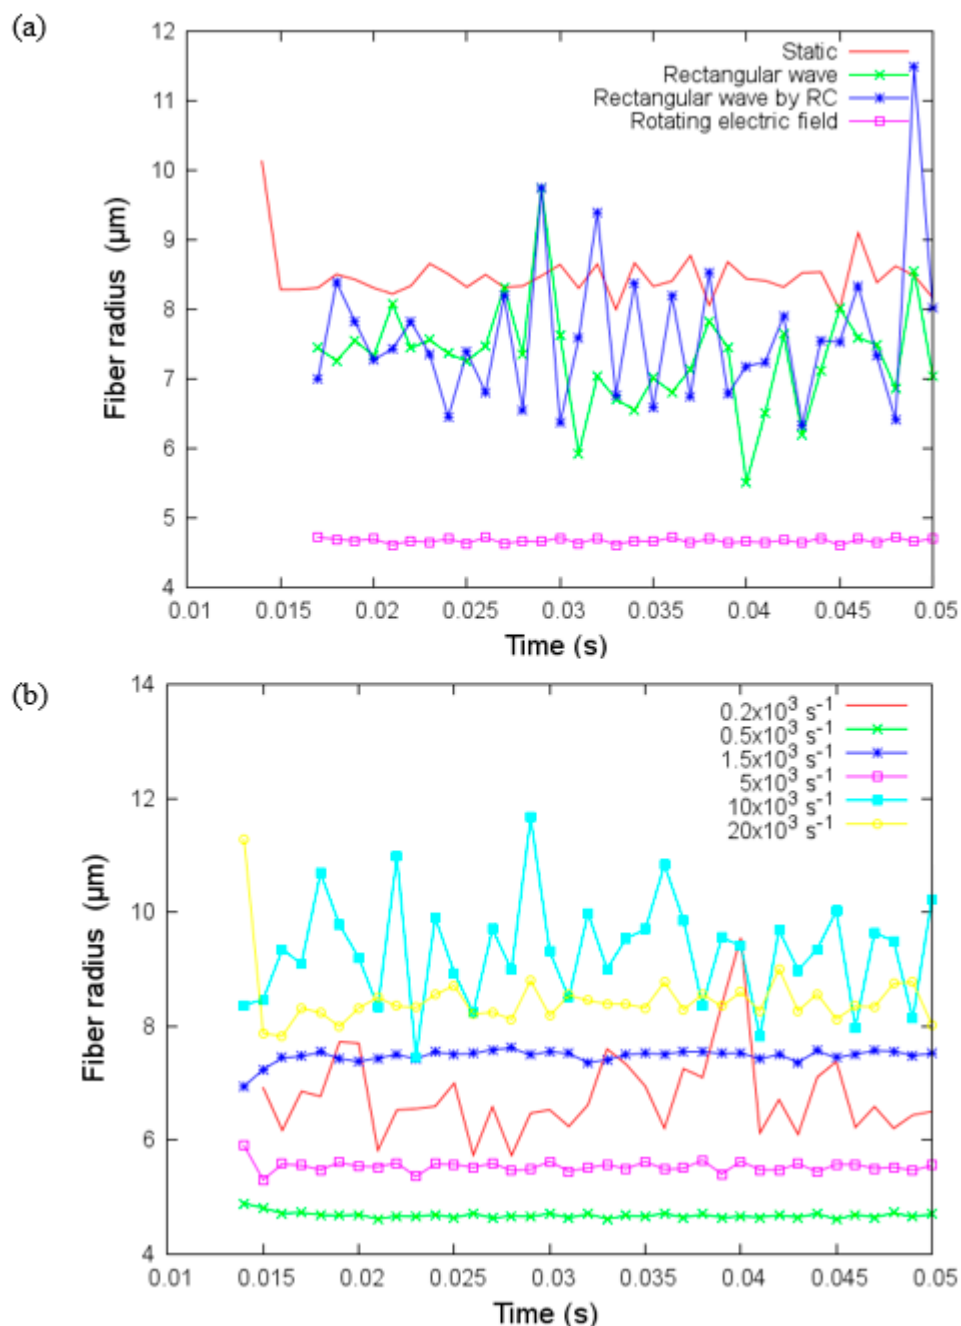 (a)
12
11
10
9
8
7
6
5
4
Fiber radius (μm)
Static
Rectangular wave
Rectangular wave by RC
Rotating electric field
0.01 0.015 0.02 0.025 0.03 0.035 0.04 0.045 0.05
Time (s)
(b)
14
12
10
8
6
4
Fiber radius (μm)
0.2x10³ s⁻¹
0.5x10³ s⁻¹
1.5x10³ s⁻¹
5x10³ s⁻¹
10x10³ s⁻¹
20x10³ s⁻¹
0.01 0.015 0.02 0.025 0.03 0.035 0.04 0.045 0.05
Time (s)